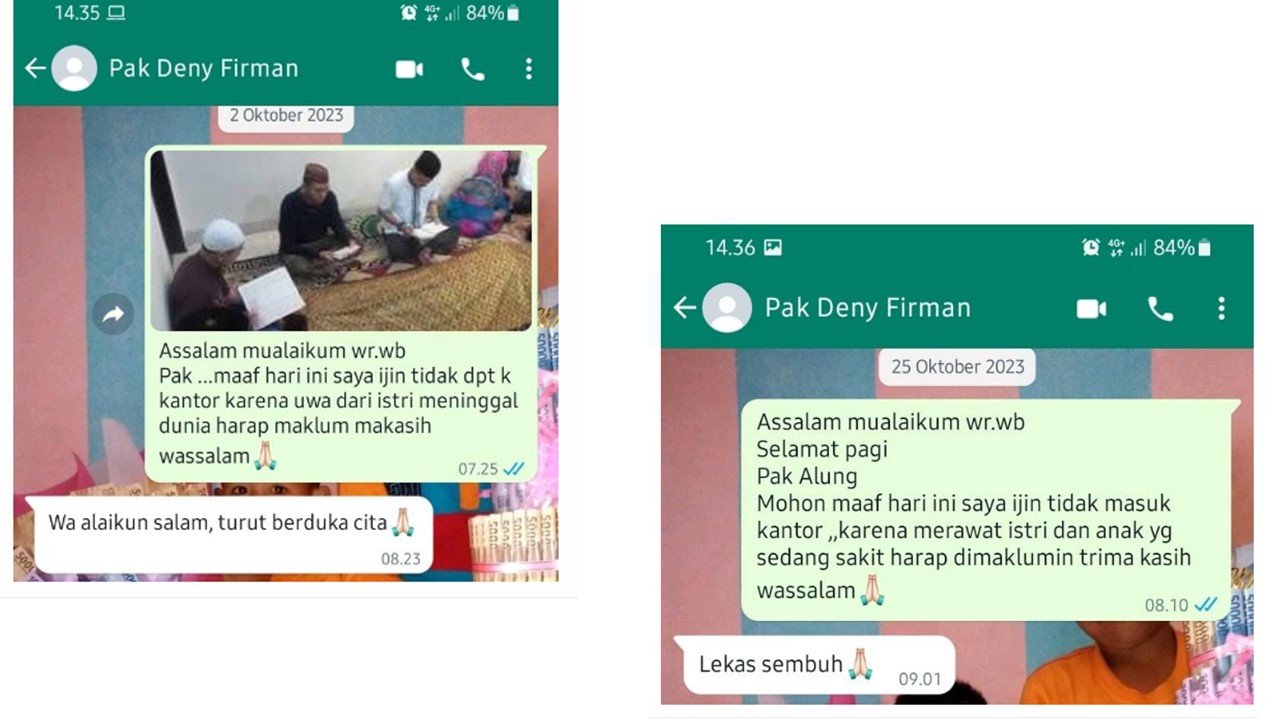 14.35 4G+ 84%
Pak Deny Firman
2 Oktober 2023
Assalam mualaikum wr.wb
Pak ...maaf hari ini saya ijin tidak dpt k
kantor karena uwa dari istri meninggal
dunia harap maklum makasih
wassalam🙏
07.25
Wa alaikun salam, turut berduka cita🙏
08.23
14.36 4G+ 84%
Pak Deny Firman
25 Oktober 2023
Assalam mualaikum wr.wb
Selamat pagi
Pak Alung
Mohon maaf hari ini saya ijin tidak masuk
kantor ,,karena merawat istri dan anak yg
sedang sakit harap dimaklumin trima kasih
wassalam🙏
08.10
Lekas sembuh🙏
09.01